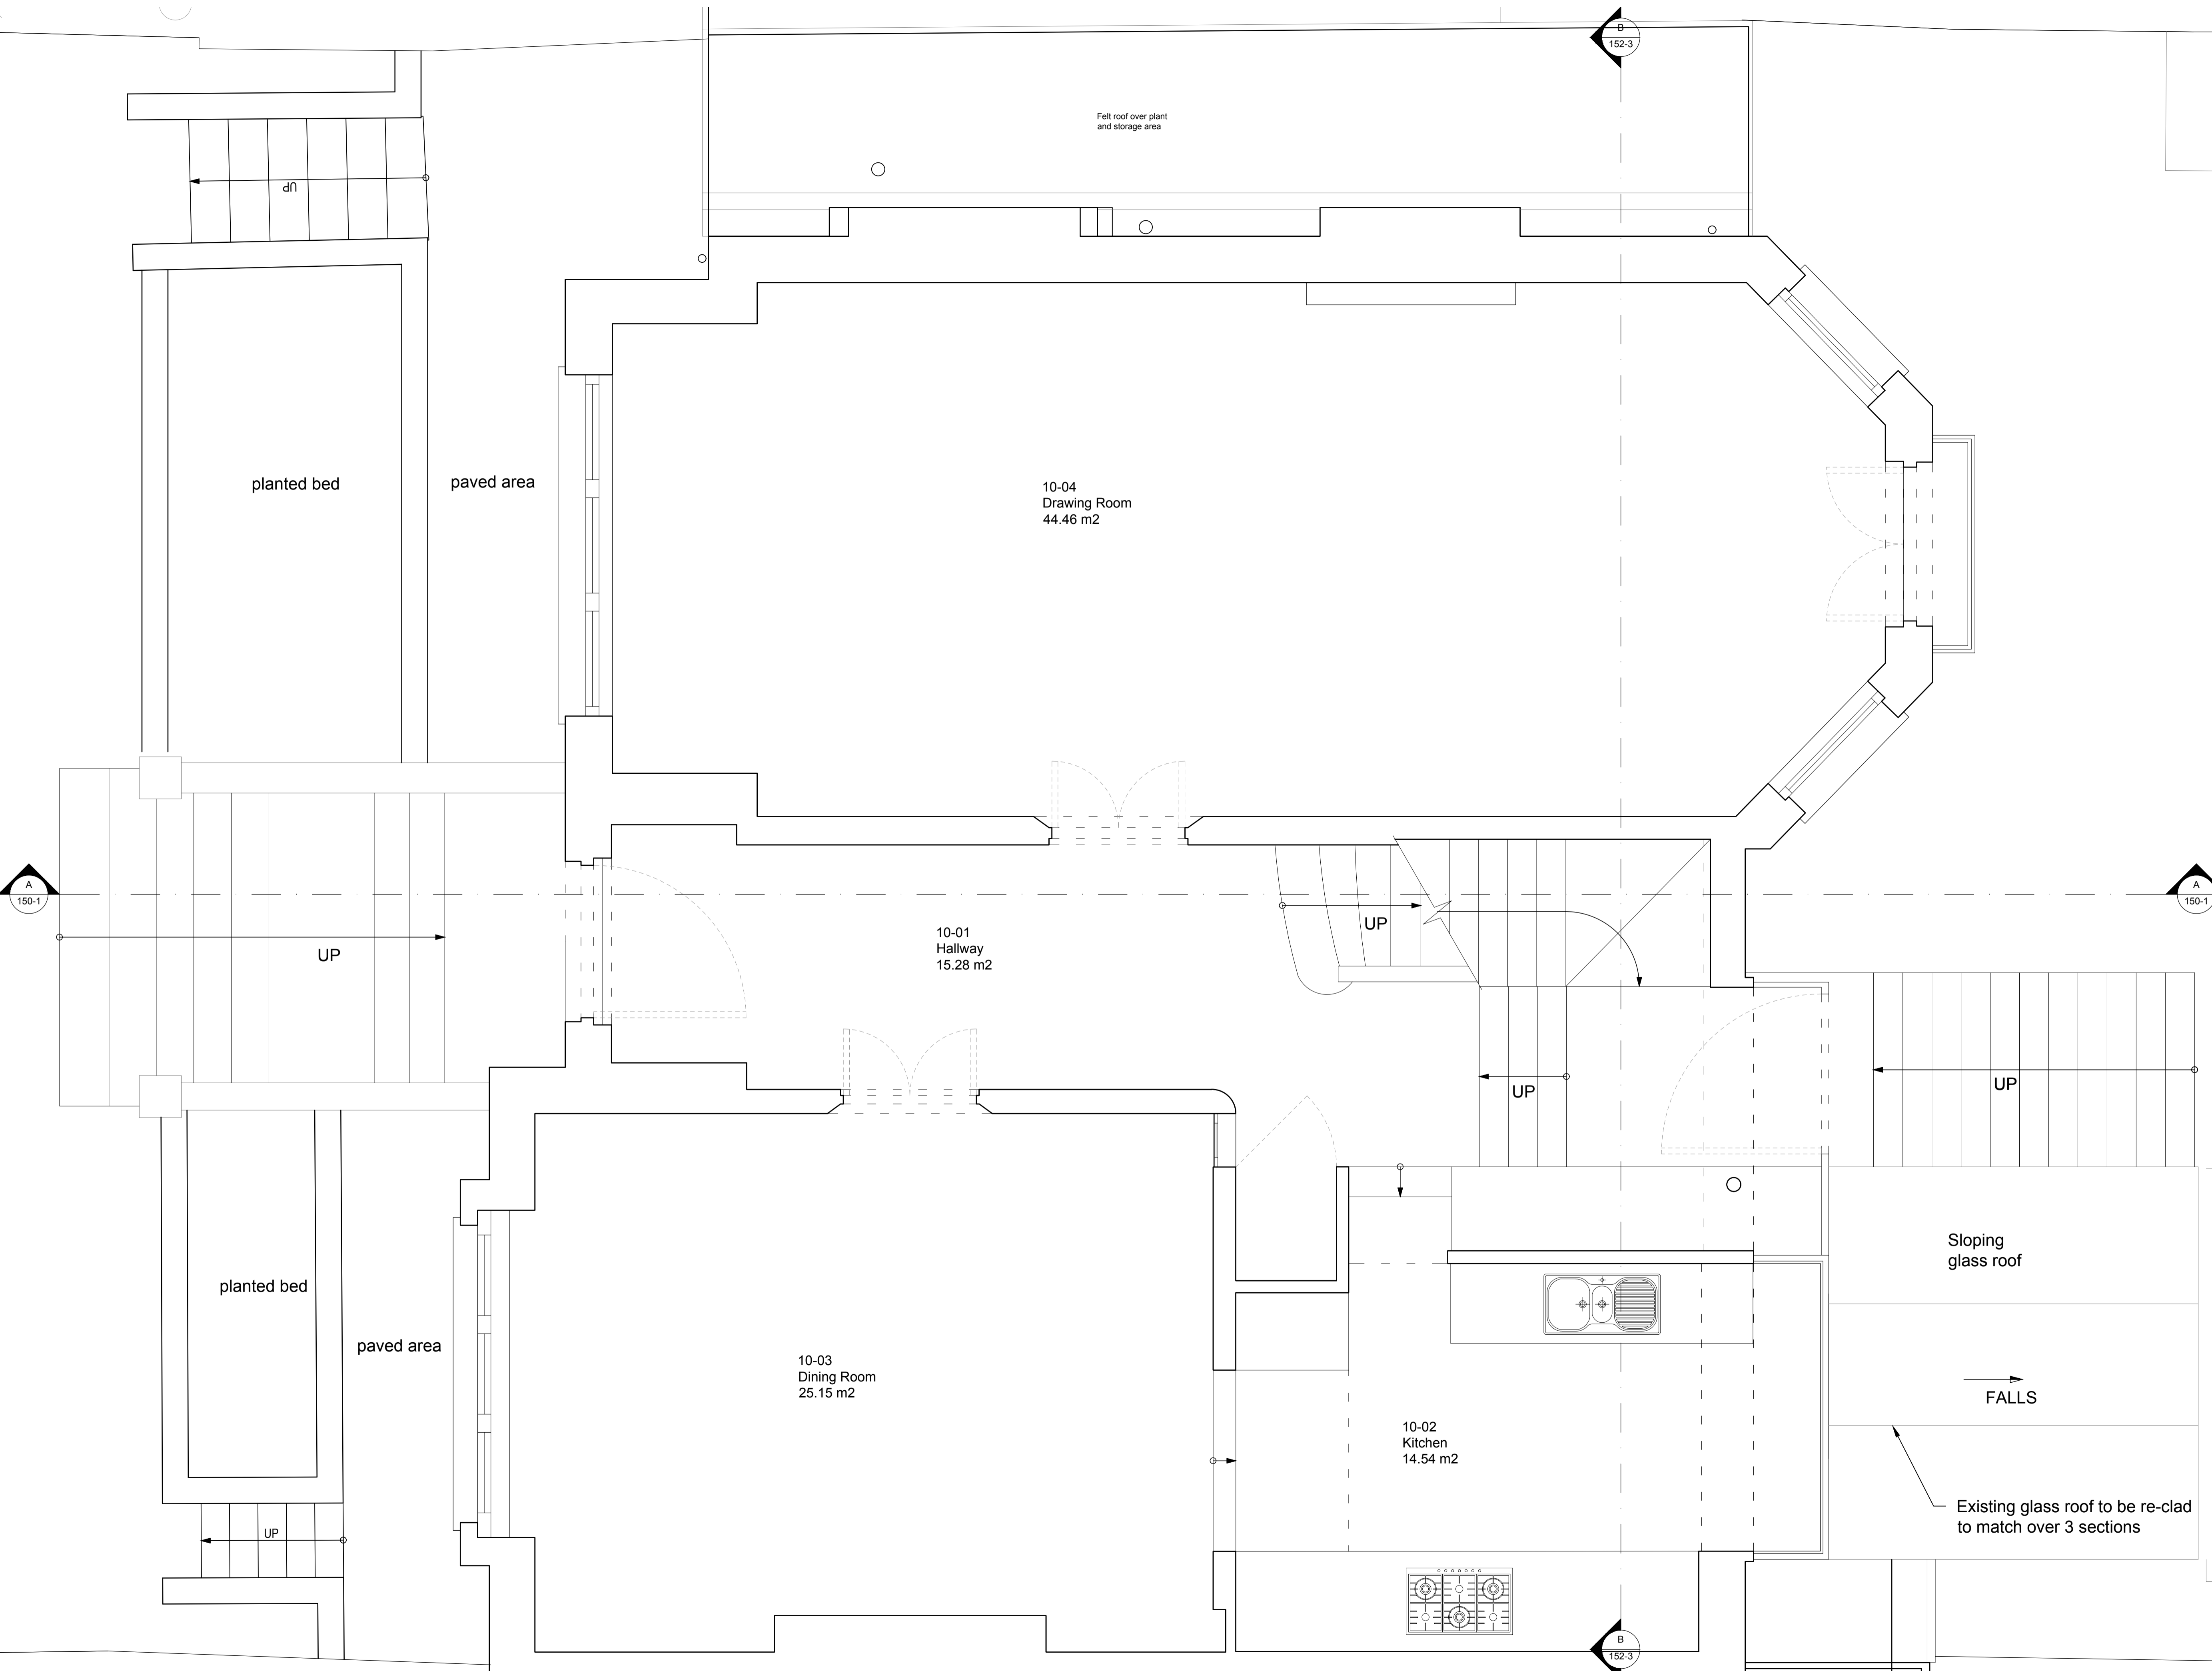 B
152-3
Felt roof over plant
and storage area
UP
planted bed
paved area
10-04
Drawing Room
44.46 m2
A
150-1
A
150-1
UP
10-01
Hallway
15.28 m2
UP
UP
UP
Sloping
glass roof
planted bed
paved area
10-03
Dining Room
25.15 m2
FALLS
10-02
Kitchen
14.54 m2
Existing glass roof to be re-clad
to match over 3 sections
UP
B
152-3